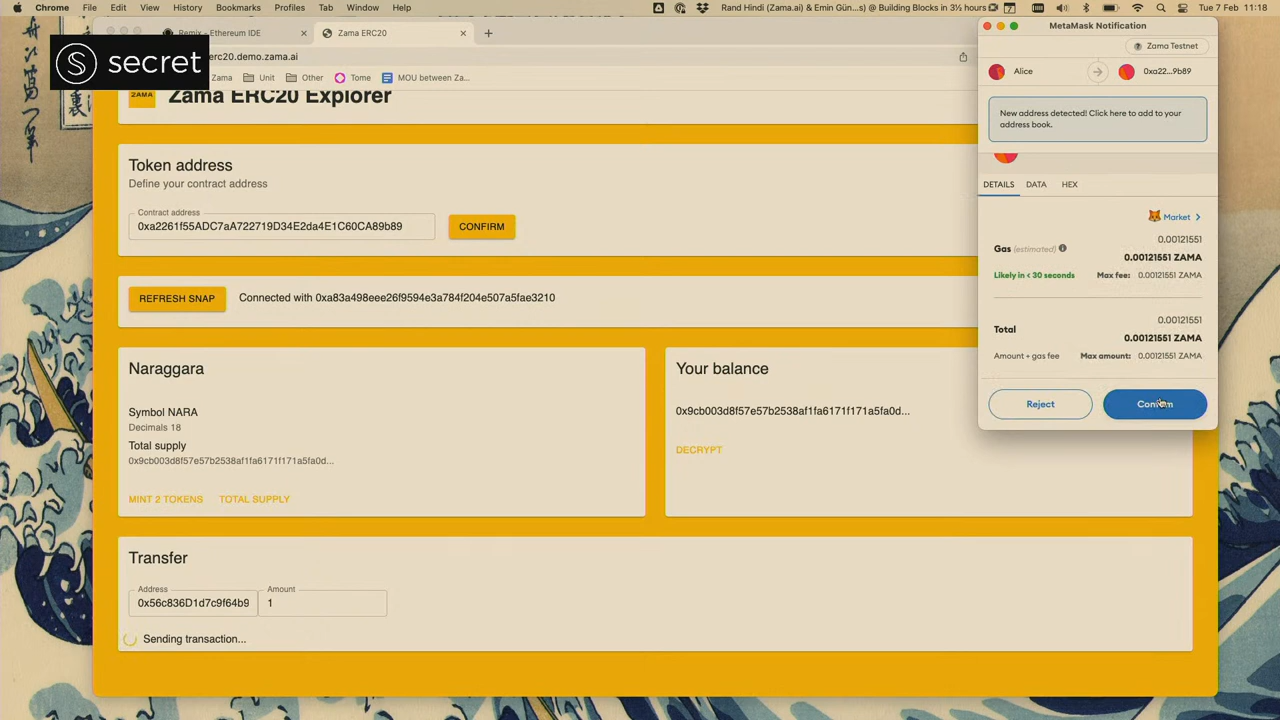 Chrome File Edit View History Bookmarks Profiles Tab Window Help
Rand Hindi (Zama.ai) & Emin Gün...s) @ Building Blocks in 3½ hours
7
Tue 7 Feb 11:18
Remix - Ethereum IDE
Zama ERC20
secret
erc20.demo.zama.ai
Zama
Unit
Other
Tome
MOU between Za...
ZAMA
Zama ERC20 Explorer
Token address
Define your contract address
Contract address
0xa2261f55ADC7aA722719D34E2da4E1C60CA89b89
CONFIRM
REFRESH SNAP
Connected with 0xa83a498eee26f9594e3a784f204e507a5fae3210
Naraggara
Symbol NARA
Decimals 18
Total supply
0x9cb003d8f57e57b2538af1fa6171f171a5fa0d...
MINT 2 TOKENS
TOTAL SUPPLY
Your balance
0x9cb003d8f57e57b2538af1fa6171f171a5fa0d...
DECRYPT
Transfer
Address
0x56c836D1d7c9f64b9
Amount
1
Sending transaction...
MetaMask Notification
Zama Testnet
Alice
0xa22...9b89
New address detected! Click here to add to your
address book.
DETAILS
DATA
HEX
Market
0.00121551
Gas (estimated)
0.00121551 ZAMA
Likely in < 30 seconds
Max fee: 0.00121551 ZAMA
0.00121551
Total
0.00121551 ZAMA
Amount + gas fee
Max amount: 0.00121551 ZAMA
Reject
Confirm